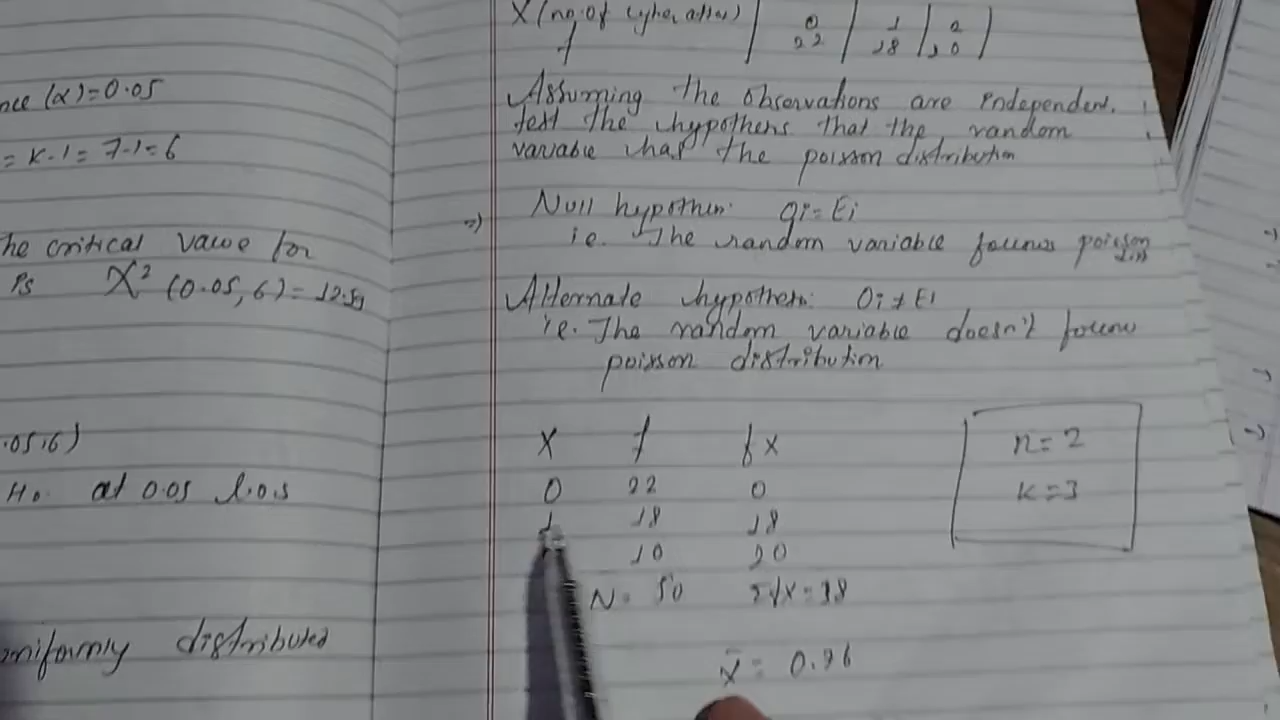 nce (α) = 0.05
= K-1 = 7-1 = 6
The critical value for
is X² (0.05, 6) = 12.59
.05,6)
H0. at 0.05 l.o.s
uniformly distributed
X (no. of cyber attac) | 0 | 1 | 2 |
f | 22 | 18 | 10 |
Assuming the observations are independent.
test the hypothesis that the random
variable has the poisson distribution
=) Null hypothesis: Oi = Ei
i.e. The random variable follows poisson
dis
Alternate hypothesis: Oi ≠ Ei
i.e. The random variable doesn't follow
poisson distribution
X f fx
0 22 0
1 18 18
10 20
N = 50 Σfx = 38
x̄ = 0.76
n = 2
K = 3